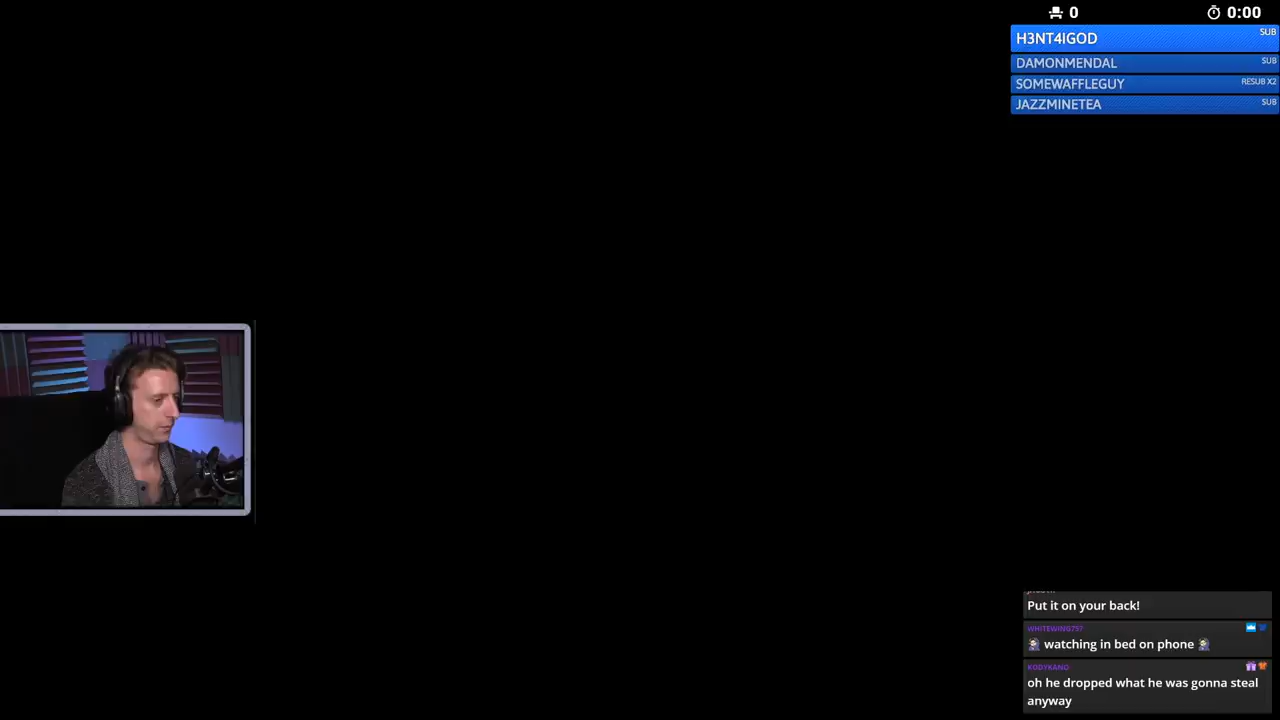 0
0:00
H3NT4IGOD SUB
DAMONMENDAL SUB
SOMEWAFFLEGUY RESUB X2
JAZZMINETEA SUB
Put it on your back!
WHITEWING757
watching in bed on phone
KODYKANO
oh he dropped what he was gonna steal
anyway